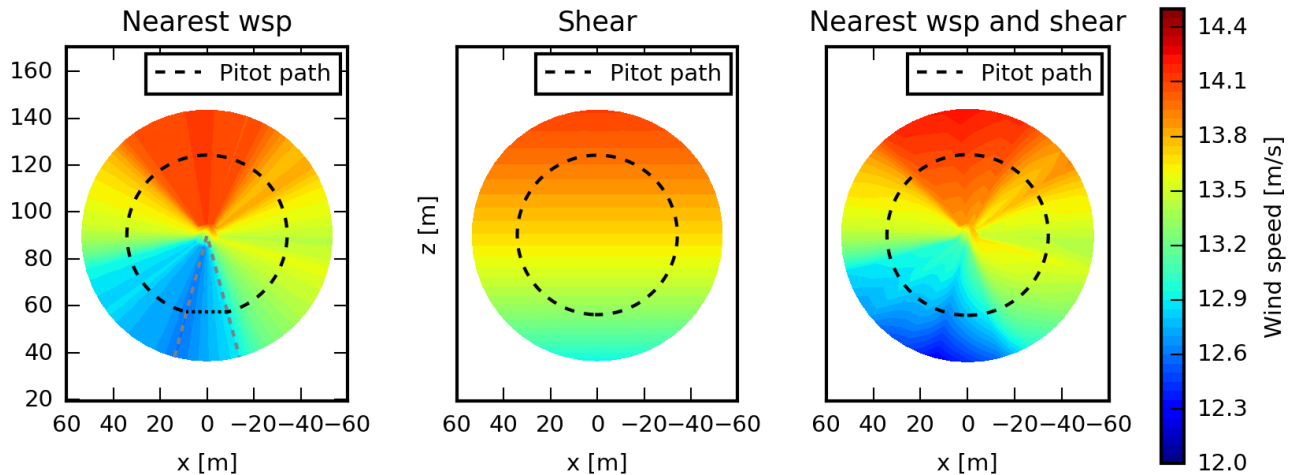 Nearest wsp
Shear
Nearest wsp and shear
Pitot path
Pitot path
Pitot path
160
140
120
100
80
60
40
20
60 40 20 0 −20 −40 −60
x [m]
z [m]
60 40 20 0 −20 −40 −60
x [m]
60 40 20 0 −20 −40 −60
x [m]
14.4
14.1
13.8
13.5
13.2
12.9
12.6
12.3
12.0
Wind speed [m/s]